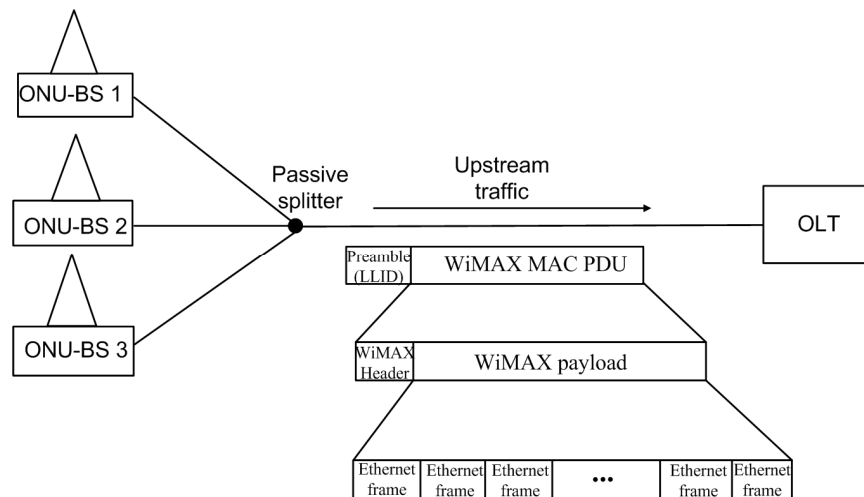 ONU-BS 1
ONU-BS 2
ONU-BS 3
Passive
splitter
Upstream
traffic
OLT
Preamble
(LLID)
WiMAX MAC PDU
WiMAX
Header
WiMAX payload
Ethernet
frame
Ethernet
frame
Ethernet
frame
...
Ethernet
frame
Ethernet
frame